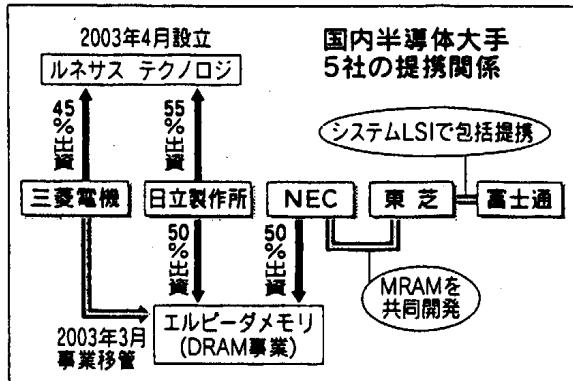 国内半導体大手
5社の提携関係
2003年4月設立
ルネサス テクノロジ
45%出資
55%出資
システムLSIで包括提携
三菱電機
日立製作所
NEC
東芝
富士通
50%出資
50%出資
MRAMを
共同開発
2003年3月
事業移管
エルピーダメモリ
(DRAM事業)